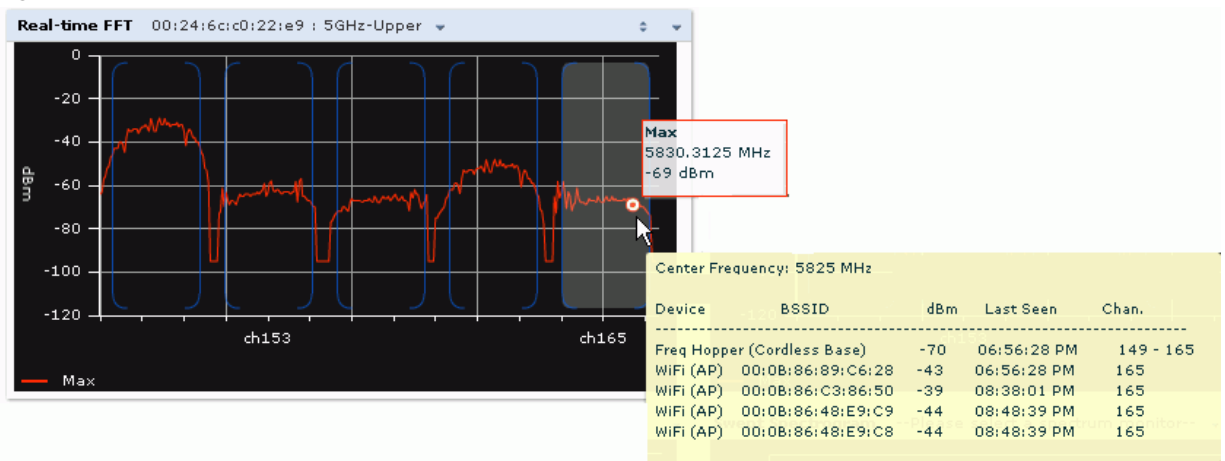 Real-time FFT 00:24:6c:c0:22:e9 : 5GHz-Upper
0
-20
-40
-60
-80
-100
-120
dBm
ch153
ch165
Max
Max
5830.3125 MHz
-69 dBm
Center Frequency: 5825 MHz
Device BSSID dBm Last Seen Chan.
Freq Hopper (Cordless Base) -70 06:56:28 PM 149 - 165
WiFi (AP) 00:0B:86:89:C6:28 -43 06:56:28 PM 165
WiFi (AP) 00:0B:86:C3:86:50 -39 08:38:01 PM 165
WiFi (AP) 00:0B:86:48:E9:C9 -44 08:48:39 PM 165
WiFi (AP) 00:0B:86:48:E9:C8 -44 08:48:39 PM 165